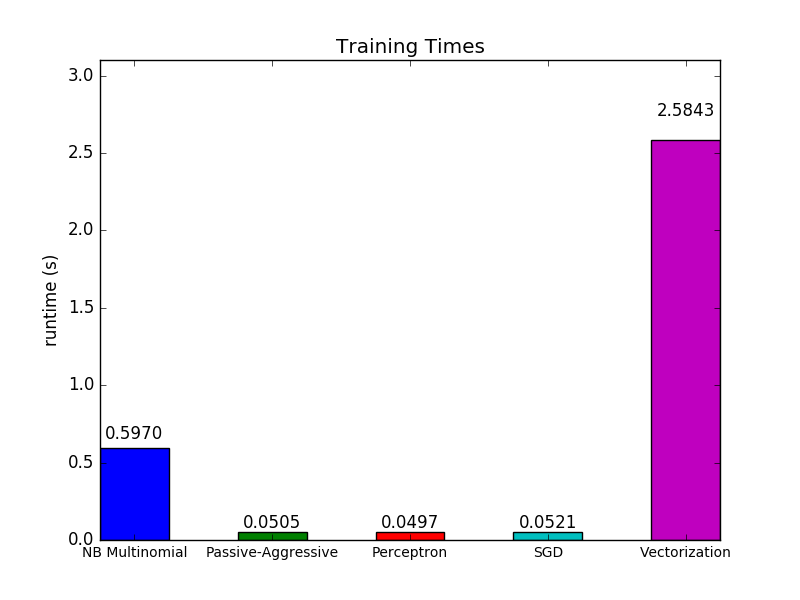 Training Times
3.0
2.5
2.0
1.5
1.0
0.5
0.0
runtime (s)
0.5970
0.0505
0.0497
0.0521
2.5843
NB Multinomial
Passive-Aggressive
Perceptron
SGD
Vectorization